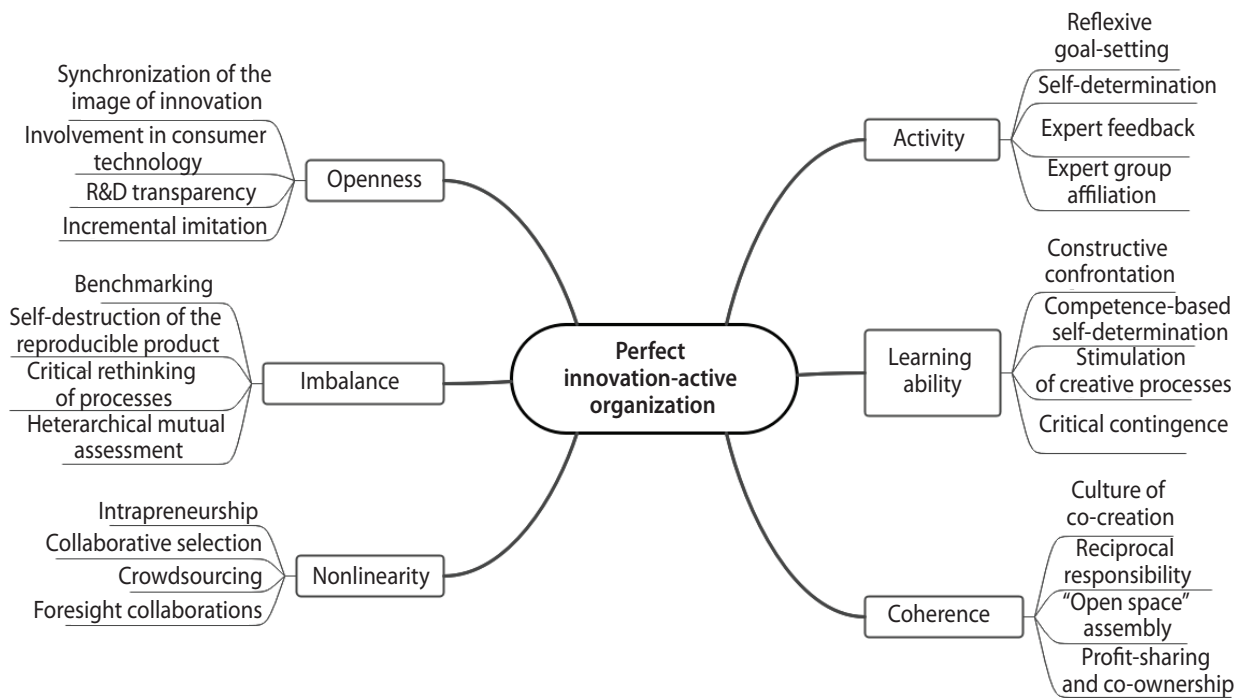 Synchronization of the
image of innovation
Involvement in consumer
technology
R&D transparency
Incremental imitation
Openness
Benchmarking
Self-destruction of the
reproducible product
Critical rethinking
of processes
Heterarchical mutual
assessment
Imbalance
Intrapreneurship
Collaborative selection
Crowdsourcing
Foresight collaborations
Nonlinearity
Perfect
innovation-active
organization
Activity
Reflexive
goal-setting
Self-determination
Expert feedback
Expert group
affiliation
Learning
ability
Constructive
confrontation
Competence-based
self-determination
Stimulation
of creative processes
Critical contingence
Coherence
Culture of
co-creation
Reciprocal
responsibility
“Open space”
assembly
Profit-sharing
and co-ownership